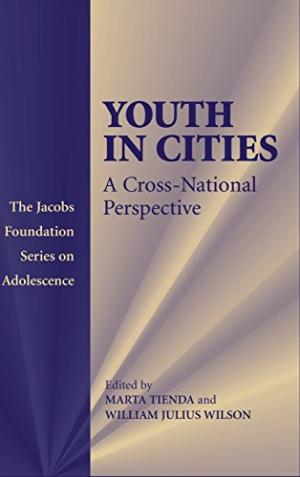 YOUTH
IN CITIES
A Cross-National
Perspective
The Jacobs
Foundation
Series on
Adolescence
Edited by
MARTA TIENDA and
WILLIAM JULIUS WILSON